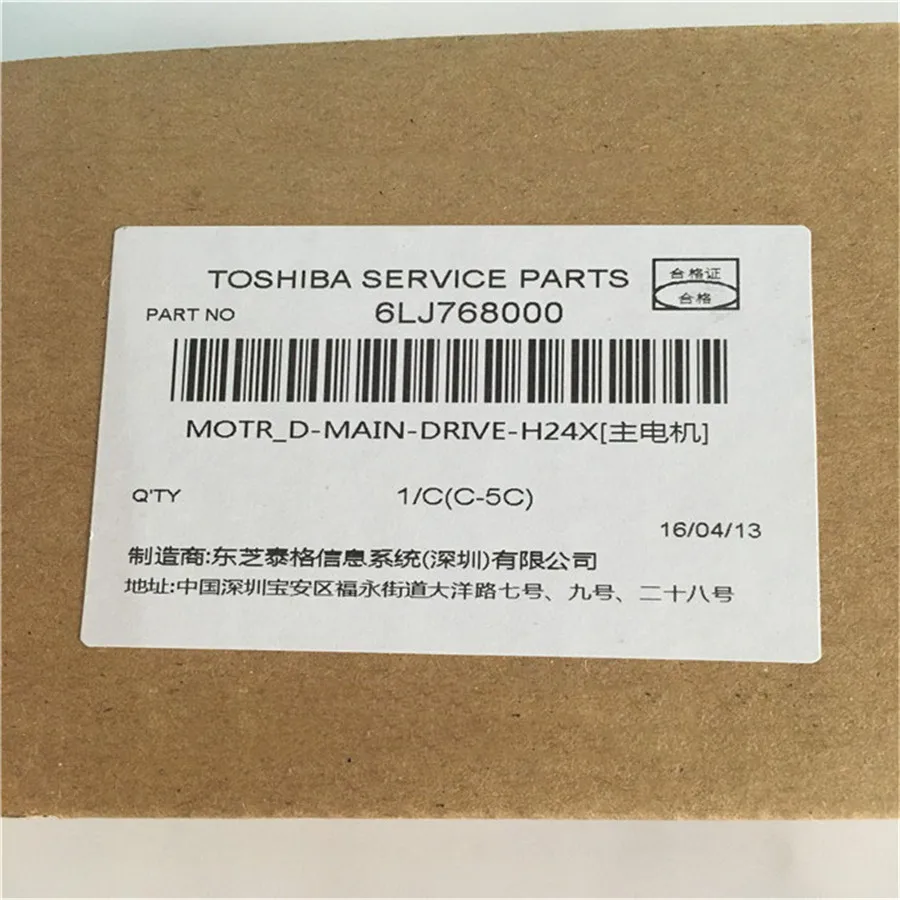 TOSHIBA SERVICE PARTS
合格证
合格
PART NO 6LJ768000
MOTR_D-MAIN-DRIVE-H24X[主电机]
Q'TY 1/C(C-5C)
16/04/13
制造商:东芝泰格信息系统(深圳)有限公司
地址:中国深圳宝安区福永街道大洋路七号、九号、二十八号